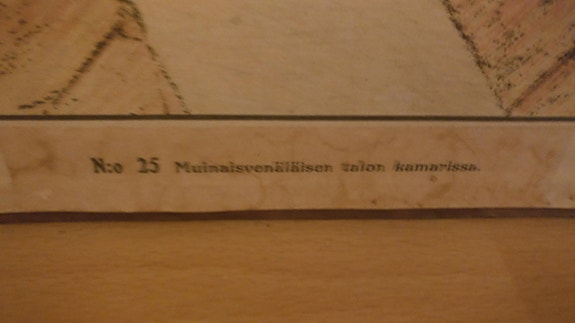 N:o 25 Muinaisvenäläisen talon kamarissa.